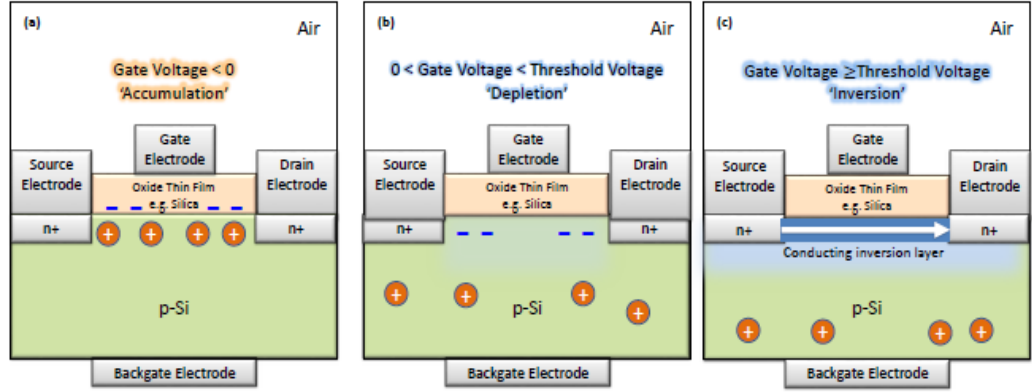 (a)
Air
Gate Voltage < 0
'Accumulation'
Gate
Electrode
Source
Electrode
Drain
Electrode
Oxide Thin Film
e.g. Silica
− − − −
n+
n+
+ + + +
p-Si
Backgate Electrode
(b)
Air
0 < Gate Voltage < Threshold Voltage
'Depletion'
Gate
Electrode
Source
Electrode
Drain
Electrode
Oxide Thin Film
e.g. Silica
n+
n+
− − − −
+ + + +
p-Si
Backgate Electrode
(c)
Air
Gate Voltage ≥Threshold Voltage
'Inversion'
Gate
Electrode
Source
Electrode
Drain
Electrode
Oxide Thin Film
e.g. Silica
n+
n+
Conducting inversion layer
p-Si
+ + + +
Backgate Electrode